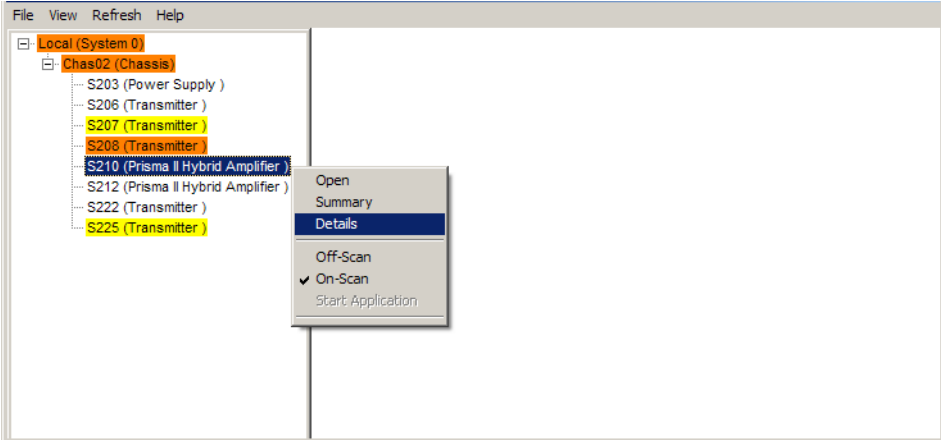 File View Refresh Help
Local (System 0)
Chas02 (Chassis)
S203 (Power Supply )
S206 (Transmitter )
S207 (Transmitter )
S208 (Transmitter )
S210 (Prisma II Hybrid Amplifier )
S212 (Prisma II Hybrid Amplifier )
S222 (Transmitter )
S225 (Transmitter )
Open
Summary
Details
Off-Scan
On-Scan
Start Application